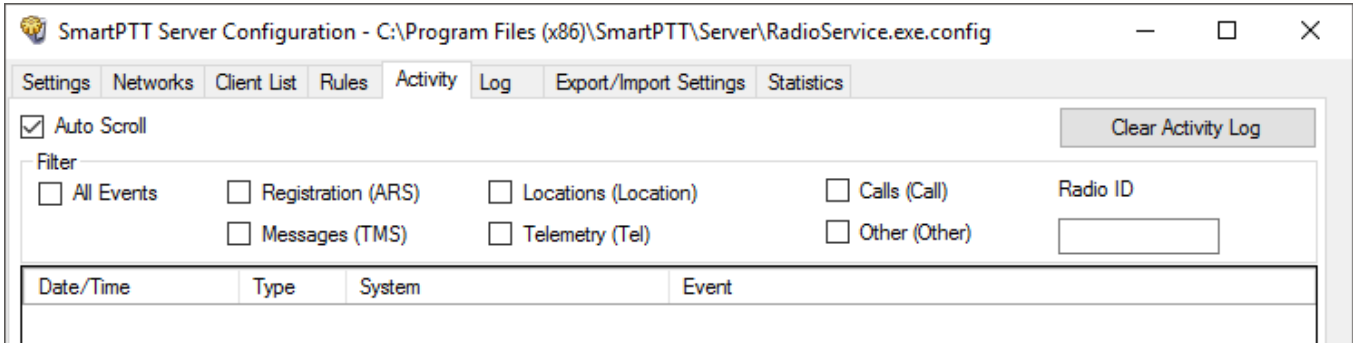 SmartPTT Server Configuration - C:\Program Files (x86)\SmartPTT\Server\RadioService.exe.config
Settings Networks Client List Rules Activity Log Export/Import Settings Statistics
Auto Scroll Clear Activity Log
Filter
All Events Registration (ARS) Locations (Location) Calls (Call) Radio ID
Messages (TMS) Telemetry (Tel) Other (Other)
Date/Time Type System Event